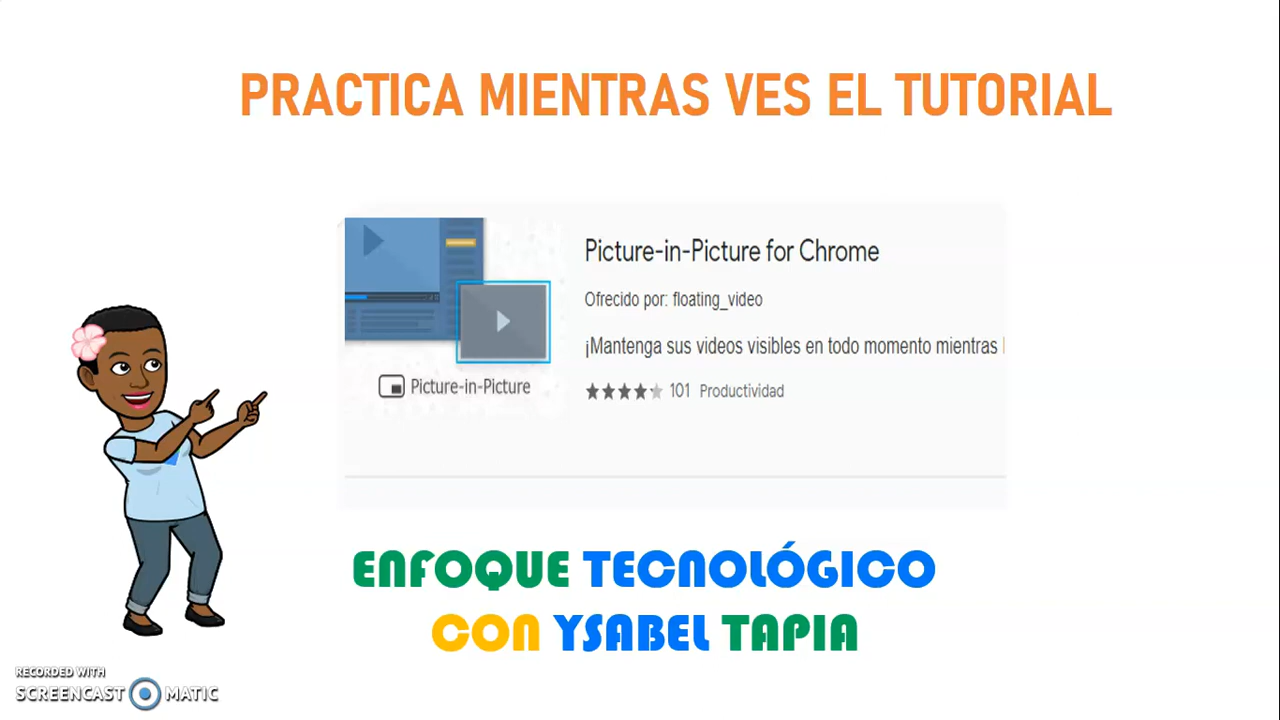 PRACTICA MIENTRAS VES EL TUTORIAL
Picture-in-Picture for Chrome
Ofrecido por: floating_video
¡Mantenga sus videos visibles en todo momento mientras
Picture-in-Picture
101 Productividad
ENFOQUE TECNOLÓGICO
CON YSABEL TAPIA
RECORDED WITH
SCREENCAST MATIC